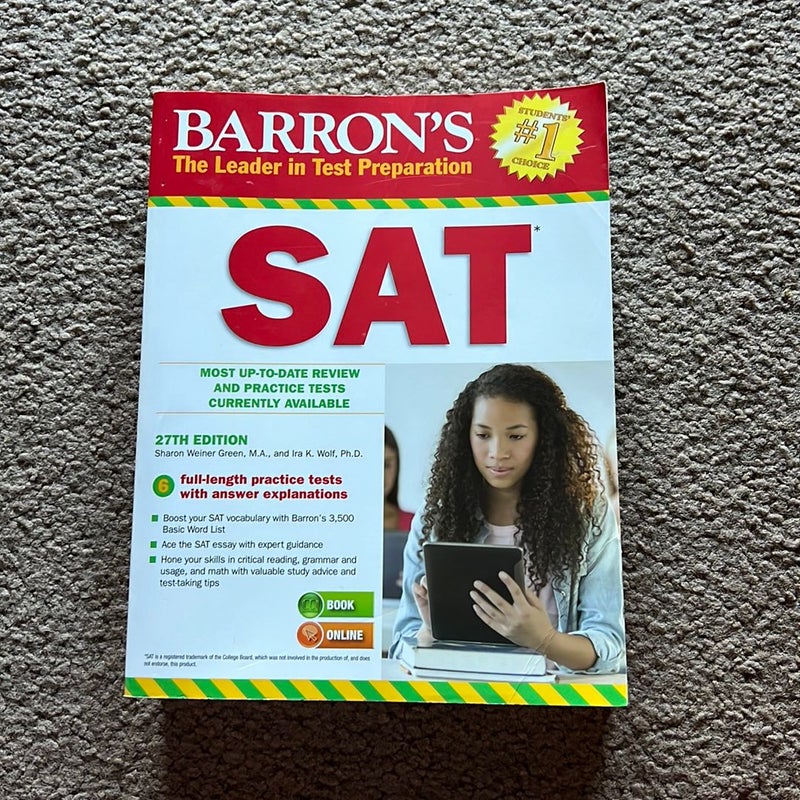 BARRON'S
The Leader in Test Preparation
STUDENTS'
#1
CHOICE
SAT*
MOST UP-TO-DATE REVIEW
AND PRACTICE TESTS
CURRENTLY AVAILABLE
27TH EDITION
Sharon Weiner Green, M.A., and Ira K. Wolf, Ph.D.
6 full-length practice tests
with answer explanations
Boost your SAT vocabulary with Barron's 3,500
Basic Word List
Ace the SAT essay with expert guidance
Hone your skills in critical reading, grammar and
usage, and math with valuable study advice and
test-taking tips
BOOK
ONLINE
*SAT is a registered trademark of the College Board, which was not involved in the production of, and does
not endorse, this product.